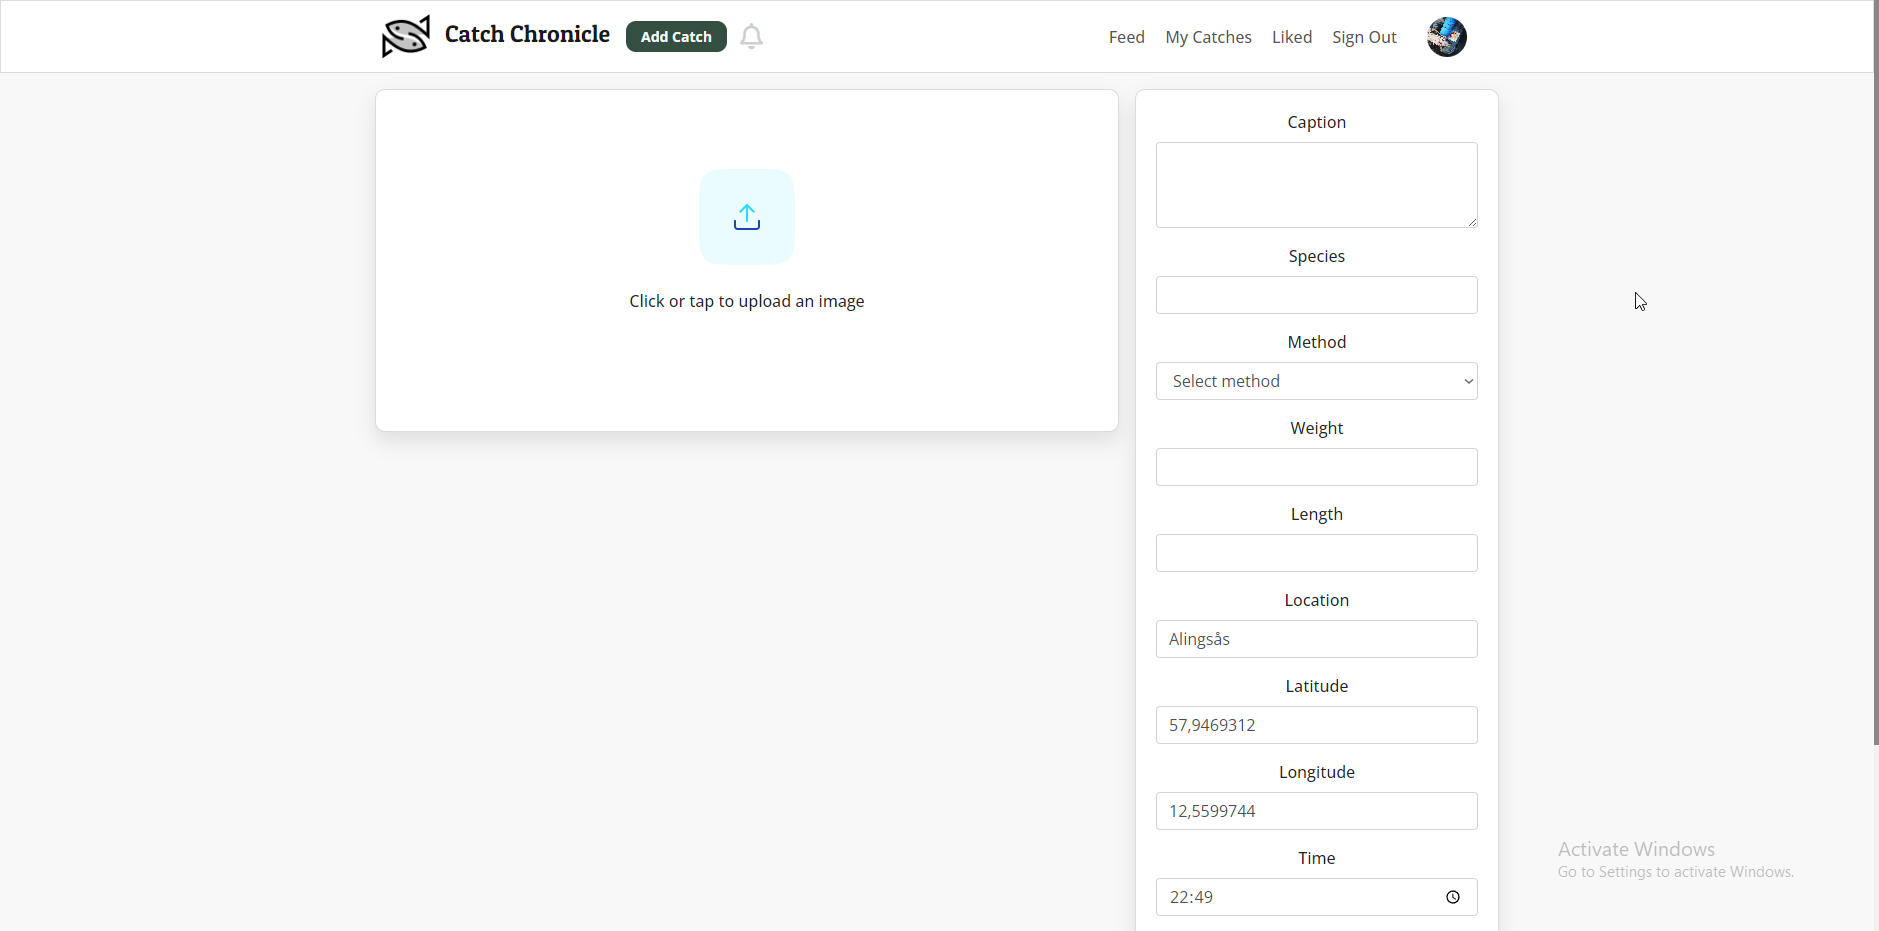 Catch Chronicle
Add Catch
Feed
My Catches
Liked
Sign Out
Click or tap to upload an image
Caption
Species
Method
Select method
Weight
Length
Location
Alingsås
Latitude
57,9469312
Longitude
12,5599744
Time
22:49
Activate Windows
Go to Settings to activate Windows.